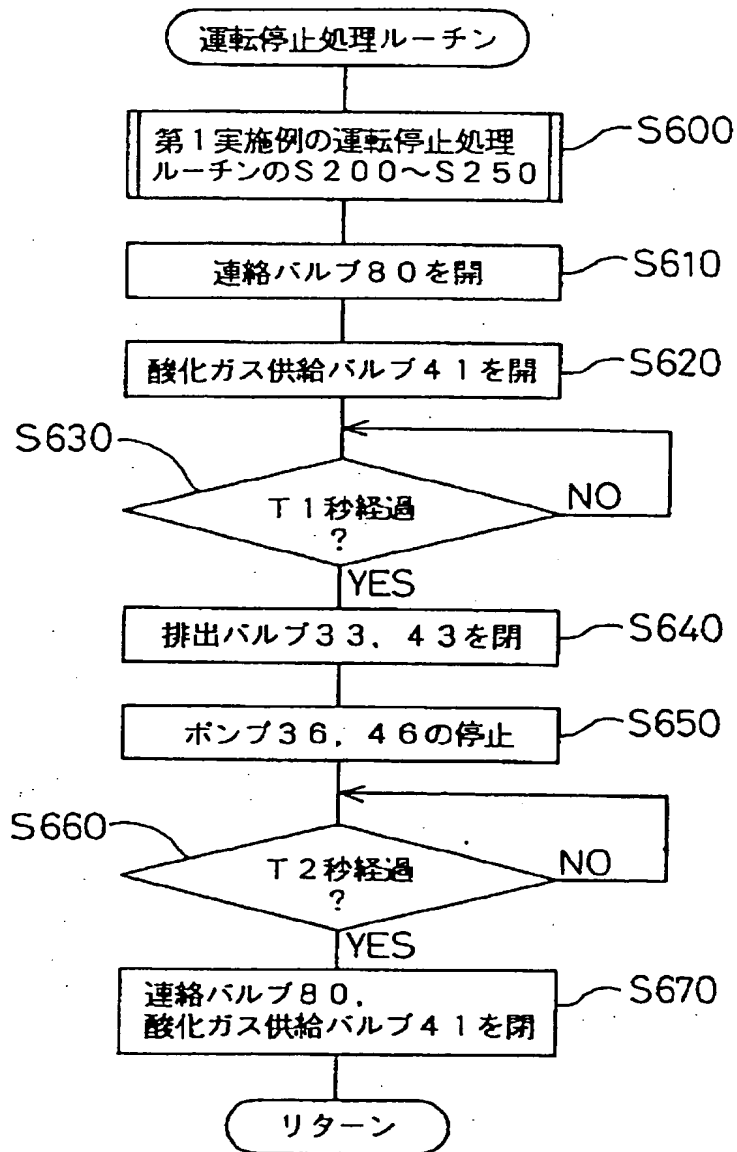 運転停止処理ルーチン
第1実施例の運転停止処理
ルーチンのS200～S250
S600
連絡バルブ80を開
S610
酸化ガス供給バルブ41を開
S620
S630
T1秒経過
?
NO
YES
排出バルブ33，43を閉
S640
ポンプ36，46の停止
S650
S660
T2秒経過
?
NO
YES
連絡バルブ80，
酸化ガス供給バルブ41を閉
S670
リターン